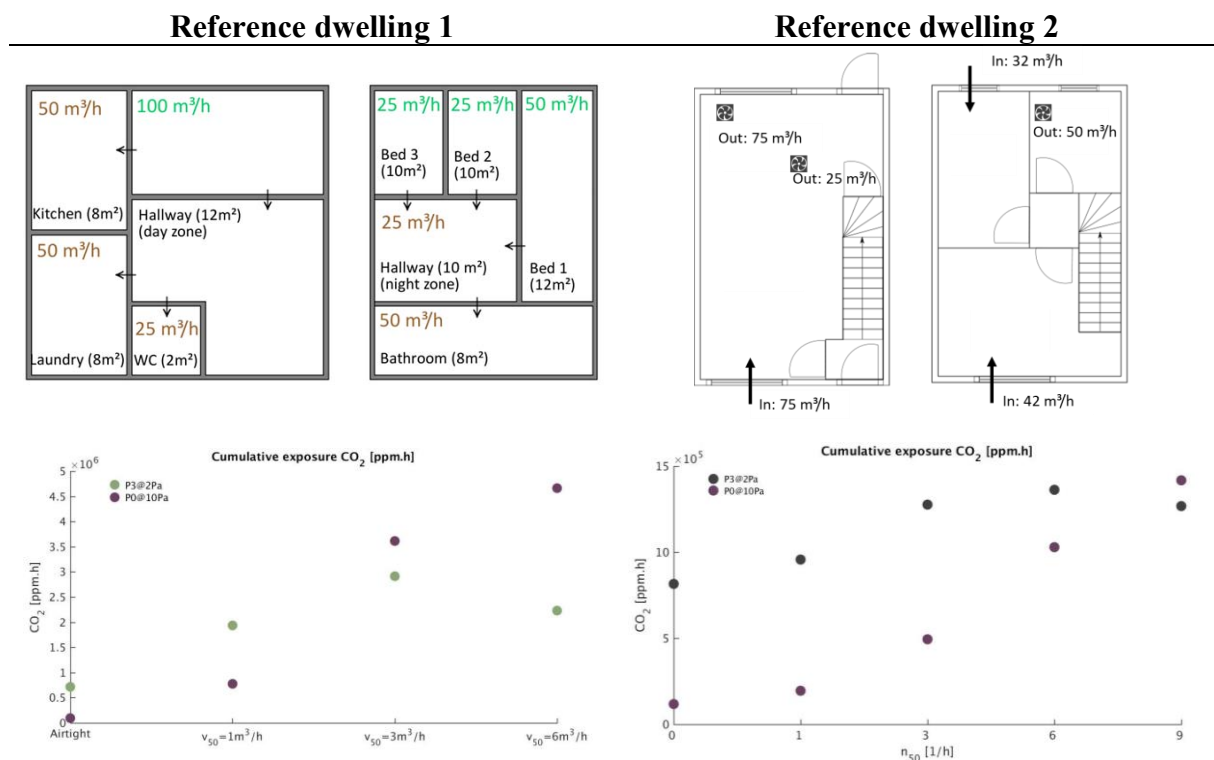 Reference dwelling 1
Reference dwelling 2
50 m³/h
100 m³/h
Kitchen (8m²)
Hallway (12m²)
(day zone)
50 m³/h
25 m³/h
Laundry (8m²)
WC (2m²)
25 m³/h
25 m³/h
50 m³/h
Bed 3
(10m²)
Bed 2
(10m²)
25 m³/h
Hallway (10 m²)
(night zone)
Bed 1
(12m²)
50 m³/h
Bathroom (8m²)
Out: 75 m³/h
Out: 25 m³/h
In: 75 m³/h
In: 32 m³/h
Out: 50 m³/h
In: 42 m³/h
Cumulative exposure CO₂ [ppm.h]
×10⁶
P3@2Pa
P0@10Pa
CO₂ [ppm.h]
5
4.5
4
3.5
3
2.5
2
1.5
1
0.5
0
Airtight
v₅₀=1m³/h
v₅₀=3m³/h
v₅₀=6m³/h
Cumulative exposure CO₂ [ppm.h]
×10⁵
P3@2Pa
P0@10Pa
CO₂ [ppm.h]
15
10
5
0
0
1
3
6
9
n₅₀ [1/h]